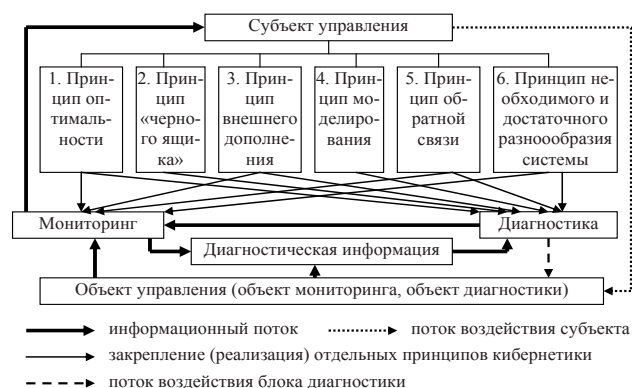 Субъект управления
1. Прин-
цип оп-
тималь-
ности
2. Прин-
цип
«черно-
го ящи-
ка»
3. Прин-
цип
внешнего
дополне-
ния
4. Прин-
цип мо-
делиро-
вания
5. Прин-
цип об-
ратной
связи
6. Принцип не-
обходимого и
достаточного
разноообразия
системы
Мониторинг
Диагностика
Диагностическая информация
Объект управления (объект мониторинга, объект диагностики)
информационный поток
поток воздействия субъекта
закрепление (реализация) отдельных принципов кибернетики
поток воздействия блока диагностики